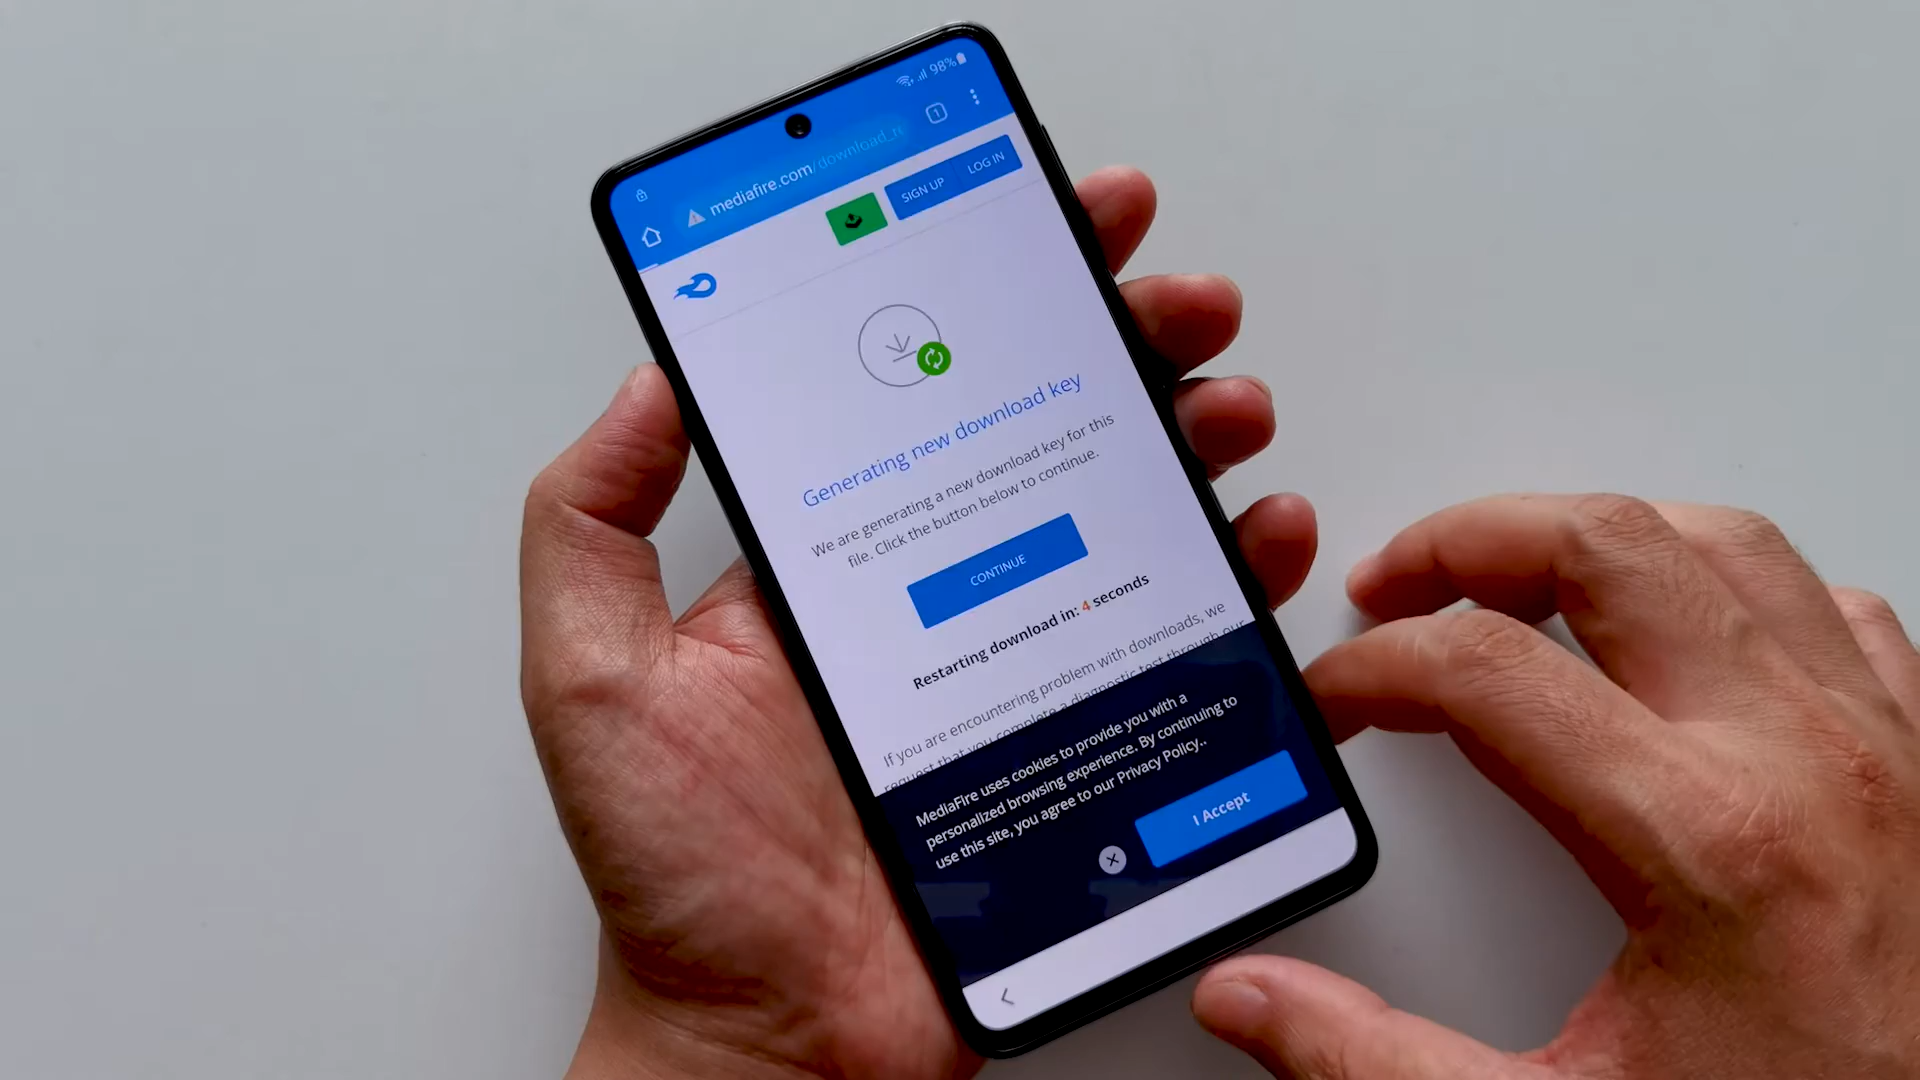 98%
mediafire.com/download_re
1
SIGN UP
LOG IN
Generating new download key
We are generating a new download key for this
file. Click the button below to continue.
CONTINUE
Restarting download in: 4 seconds
If you are encountering problem with downloads, we
request that you complete a diagnostic test through our
MediaFire uses cookies to provide you with a
personalized browsing experience. By continuing to
use this site, you agree to our Privacy Policy..
I Accept